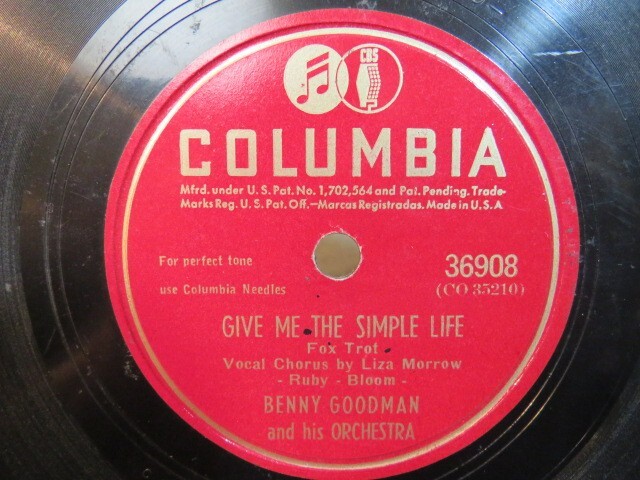 CBS
COLUMBIA
Mfrd. under U.S. Pat. No. 1,702,564 and Pat. Pending. Trade-
Marks Reg. U.S. Pat. Off.—Marcas Registradas. Made in U.S.A
For perfect tone
use Columbia Needles
36908
(CO 35210)
GIVE ME THE SIMPLE LIFE
Fox Trot
Vocal Chorus by Liza Morrow
- Ruby - Bloom -
BENNY GOODMAN
and his ORCHESTRA